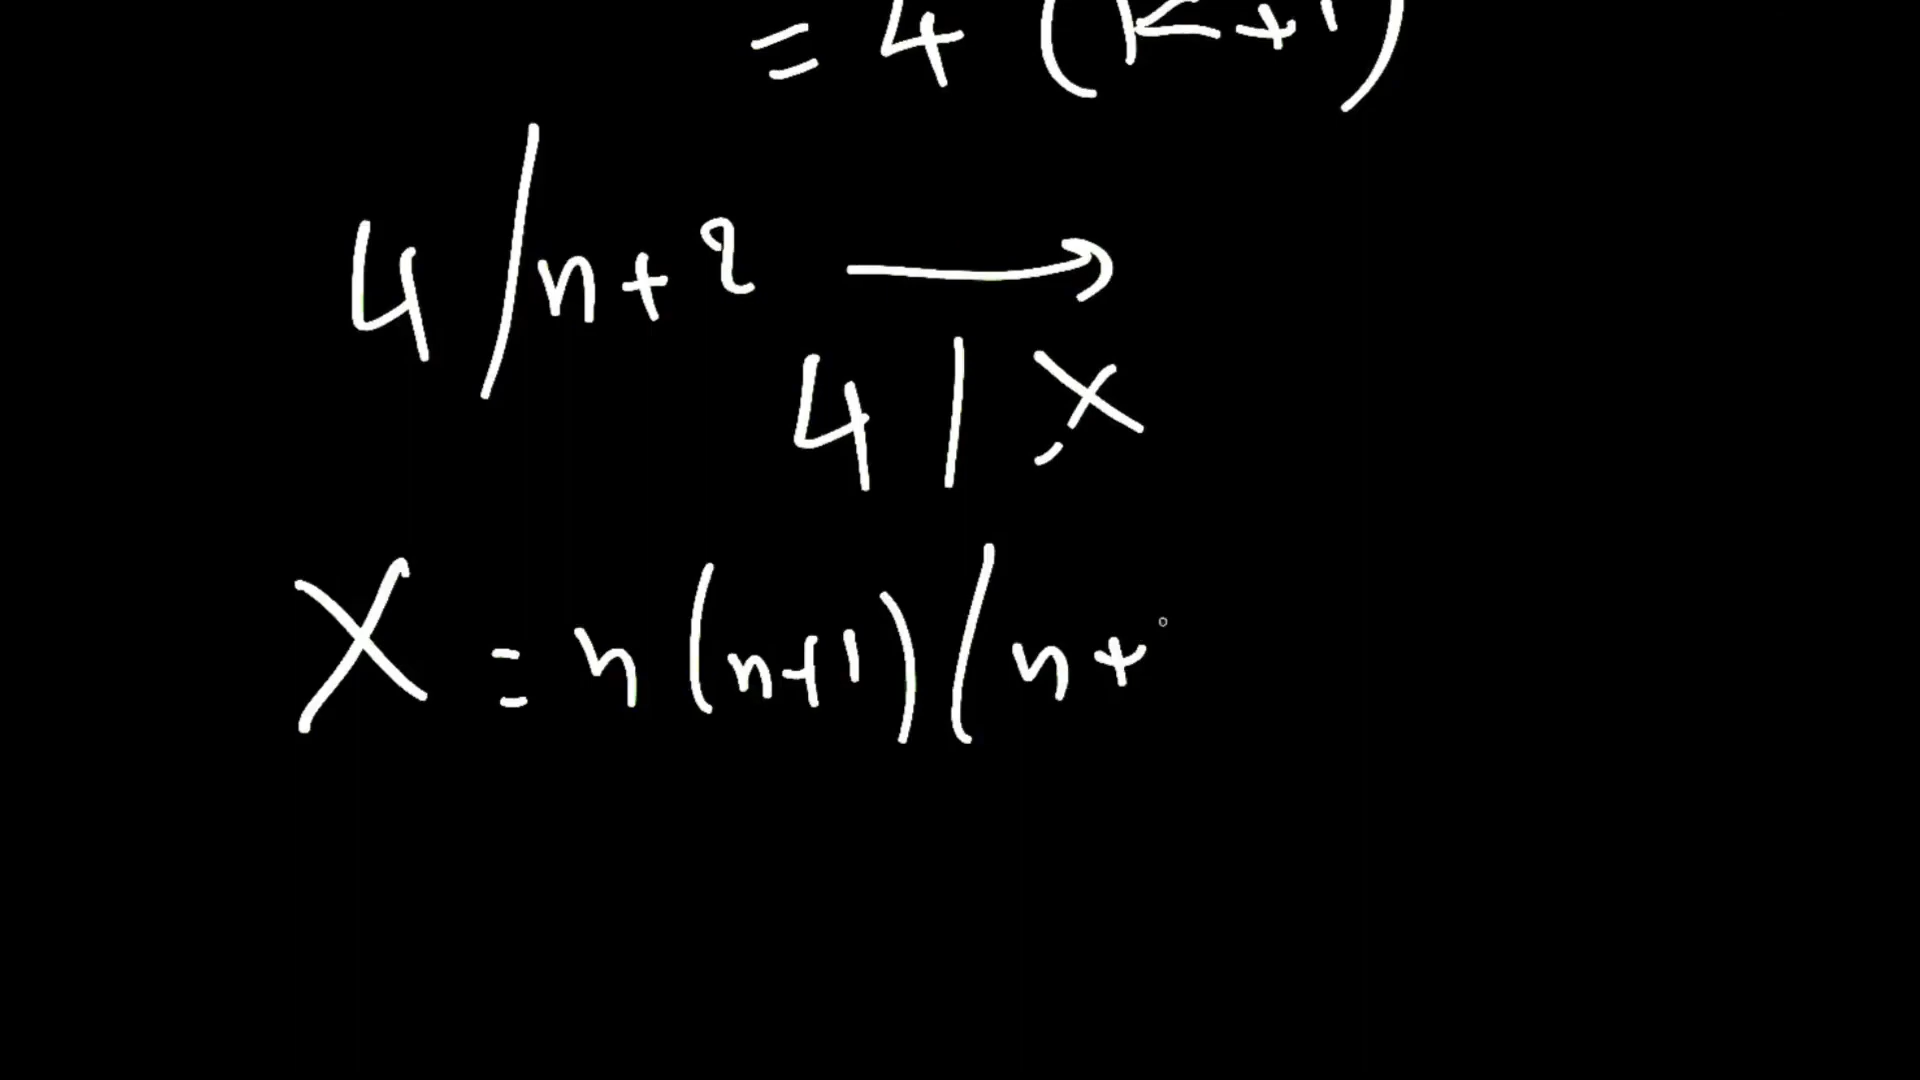 = 4 (K+1)
4/n+2 →
4 | X
X = n (n+1) (n+